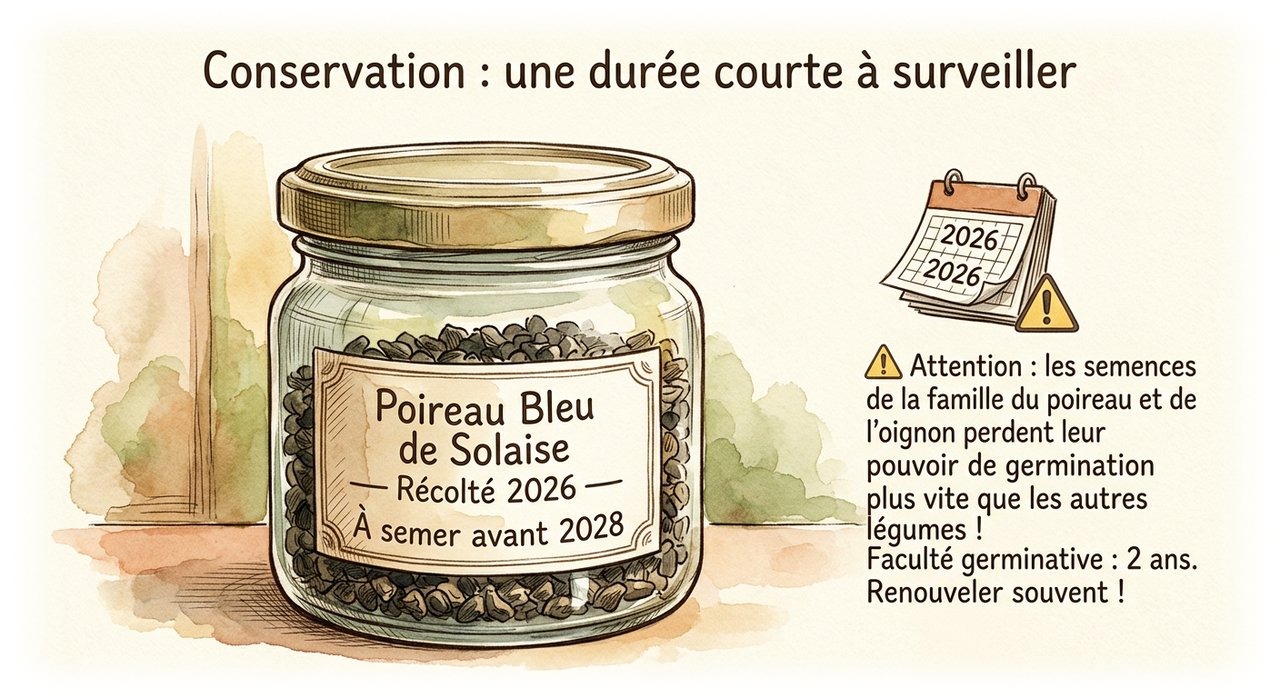 Conservation : une durée courte à surveiller
Poireau Bleu
de Solaise
— Récolté 2026 —
À semer avant 2028
2026
2026
⚠ Attention : les semences
de la famille du poireau et de
l'oignon perdent leur
pouvoir de germination
plus vite que les autres
légumes !
Faculté germinative : 2 ans.
Renouveler souvent !